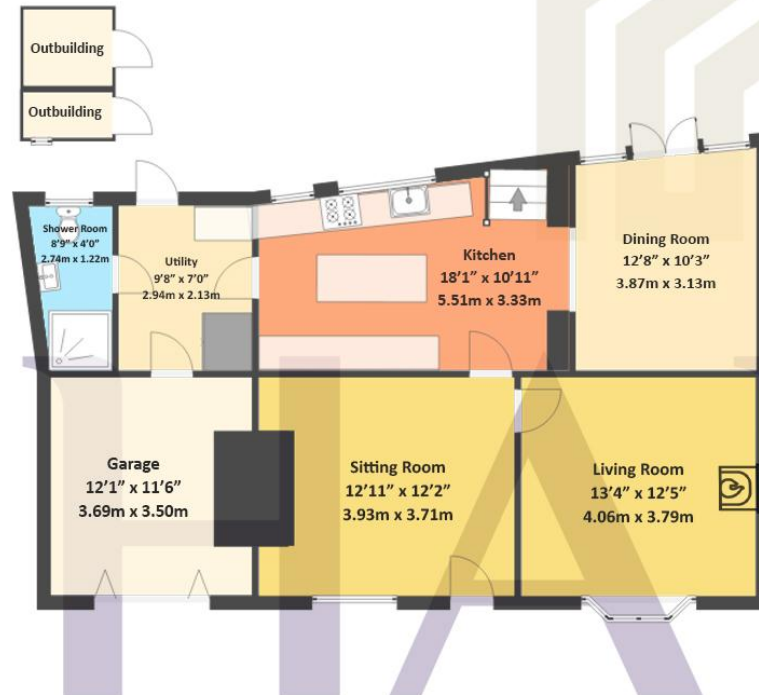 Outbuilding
Outbuilding
Shower Room
8'9" x 4'0"
2.74m x 1.22m
Utility
9'8" x 7'0"
2.94m x 2.13m
Kitchen
18'1" x 10'11"
5.51m x 3.33m
Dining Room
12'8" x 10'3"
3.87m x 3.13m
Garage
12'1" x 11'6"
3.69m x 3.50m
Sitting Room
12'11" x 12'2"
3.93m x 3.71m
Living Room
13'4" x 12'5"
4.06m x 3.79m
HA